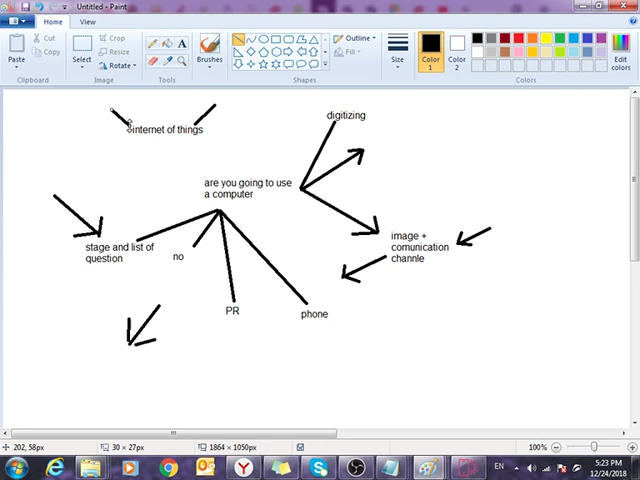 Untitled - Paint
Home
View
Paste
Cut
Copy
Clipboard
Select
Crop
Resize
Rotate
Image
Tools
Brushes
Shapes
Outline
Fill
Size
Color
1
Color
2
Colors
Edit
colors
digitizing
internet of things
are you going to use
a computer
image +
comunication
channle
stage and list of
question
no
PR
phone
202, 58px
30 × 27px
1864 × 1050px
100%
EN
5:23 PM
12/24/2018